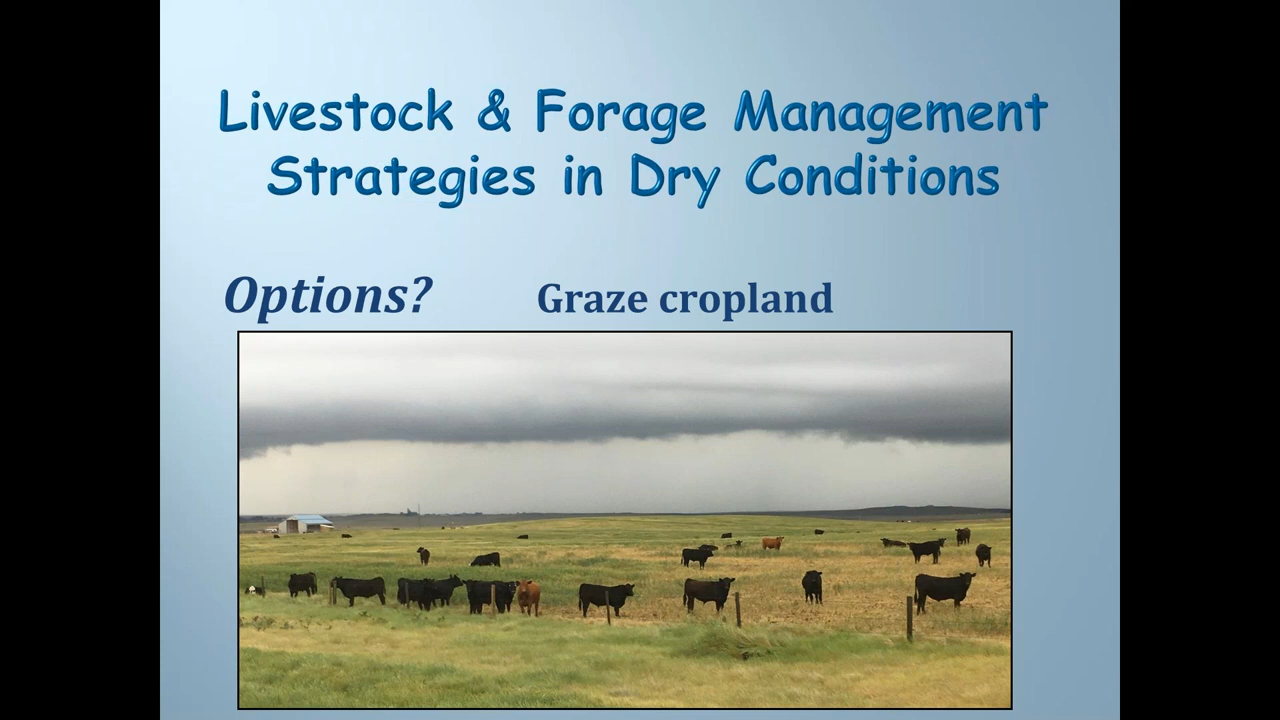 Livestock & Forage Management
Strategies in Dry Conditions
Options? Graze cropland